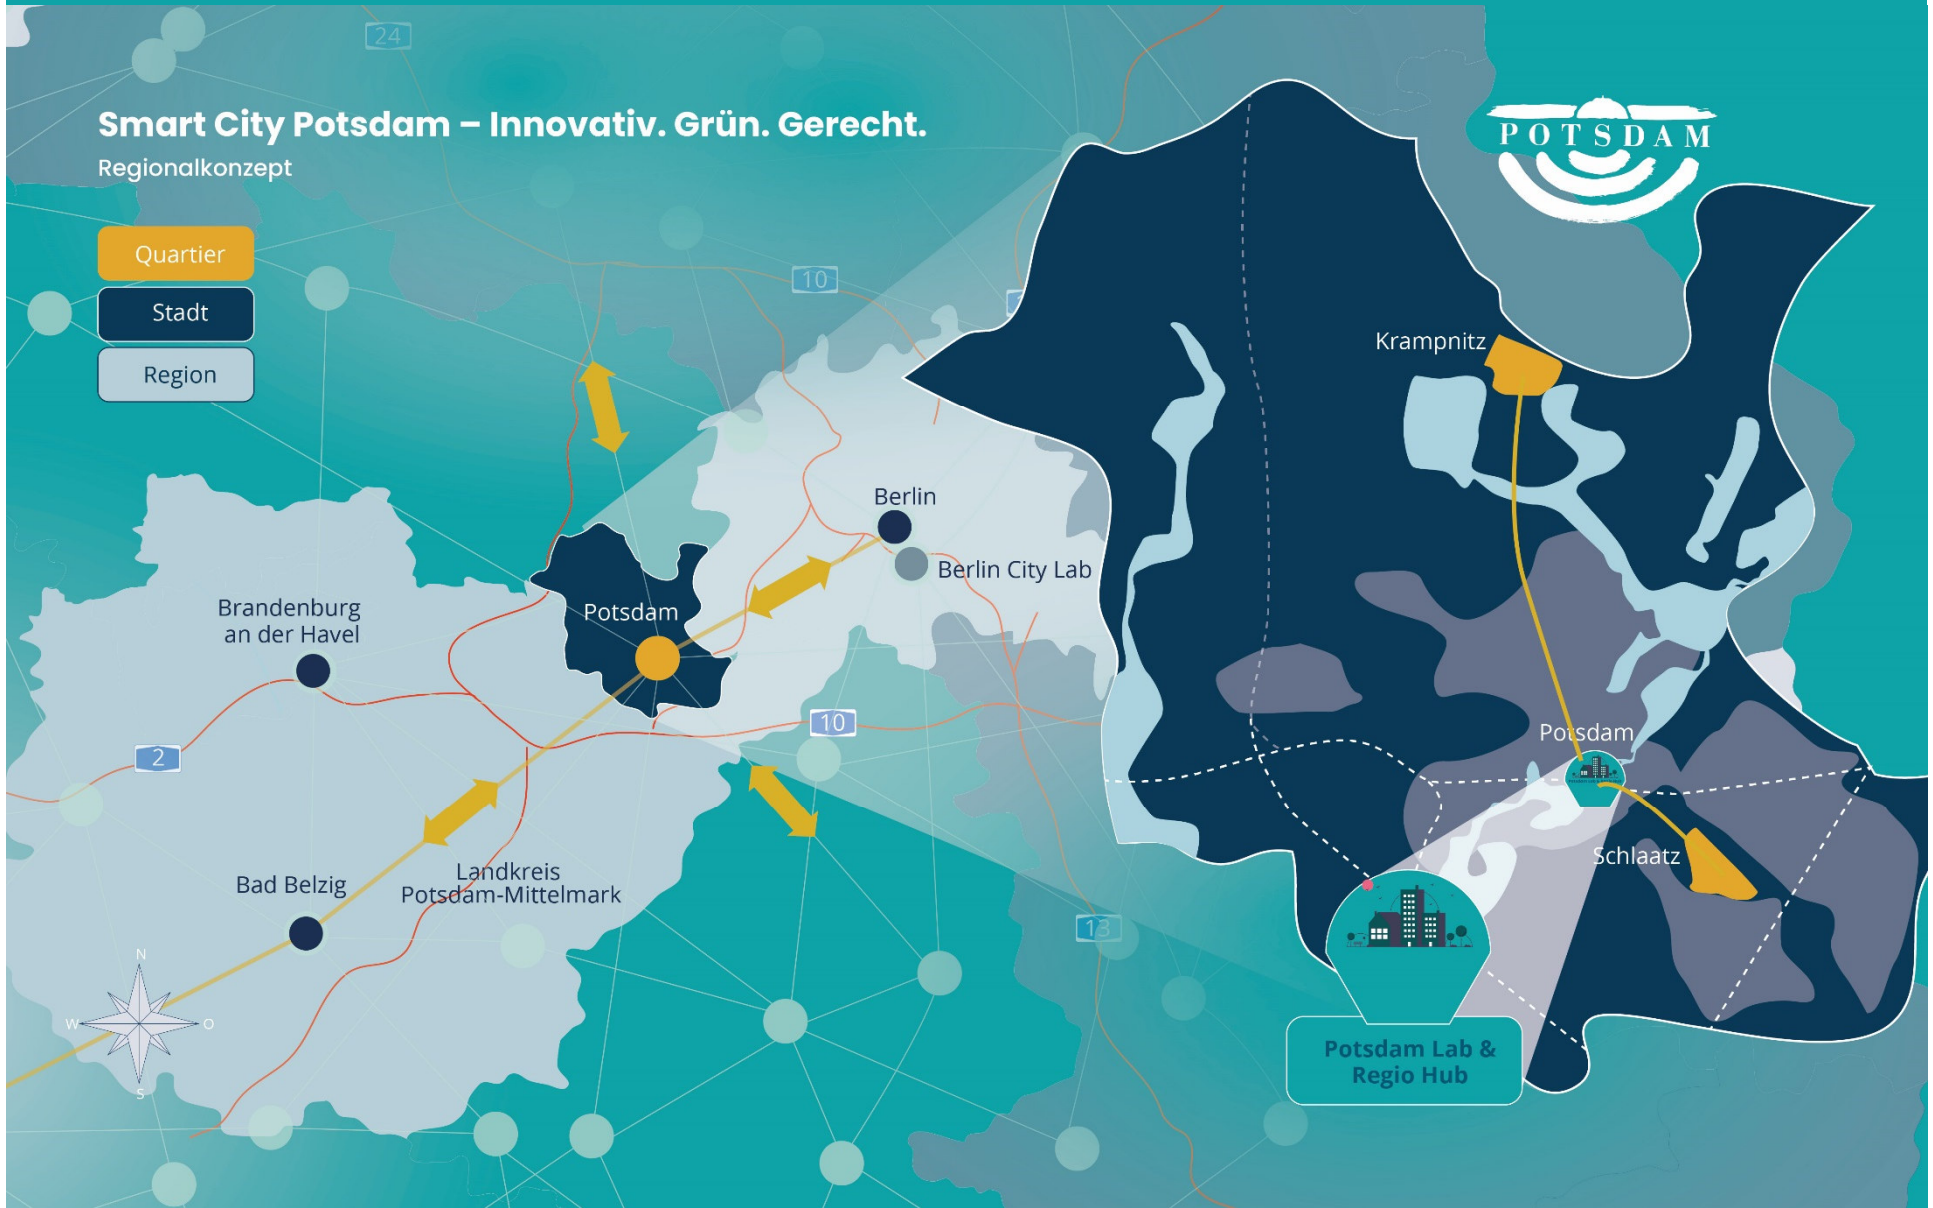 24
Smart City Potsdam – Innovativ. Grün. Gerecht.
Regionalkonzept
POTSDAM
Quartier
Stadt
Region
10
Krampnitz
Berlin
Berlin City Lab
Brandenburg
an der Havel
Potsdam
10
2
Potsdam
Schlaatz
Landkreis
Potsdam-Mittelmark
Bad Belzig
13
N
W
O
S
Potsdam Lab &
Regio Hub